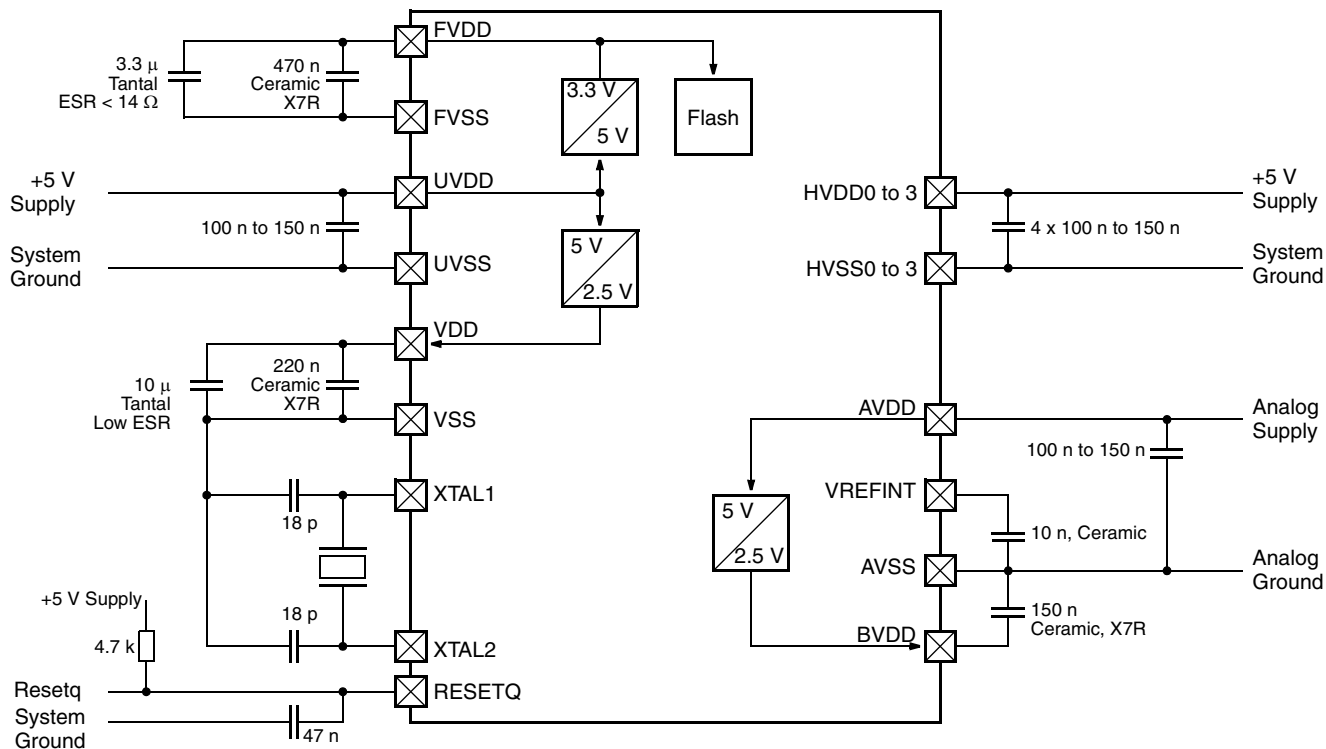 FVDD
3.3 μ
Tantal
ESR < 14 Ω
470 n
Ceramic
X7R
3.3 V
5 V
Flash
FVSS
+5 V
Supply
UVDD
100 n to 150 n
System
Ground
UVSS
5 V
2.5 V
HVDD0 to 3
+5 V
Supply
4 x 100 n to 150 n
HVSS0 to 3
System
Ground
VDD
10 μ
Tantal
Low ESR
220 n
Ceramic
X7R
VSS
AVDD
Analog
Supply
100 n to 150 n
XTAL1
18 p
VREFINT
5 V
2.5 V
10 n, Ceramic
AVSS
Analog
Ground
+5 V Supply
4.7 k
18 p
XTAL2
150 n
Ceramic, X7R
BVDD
Resetq
RESETQ
System
Ground
47 n